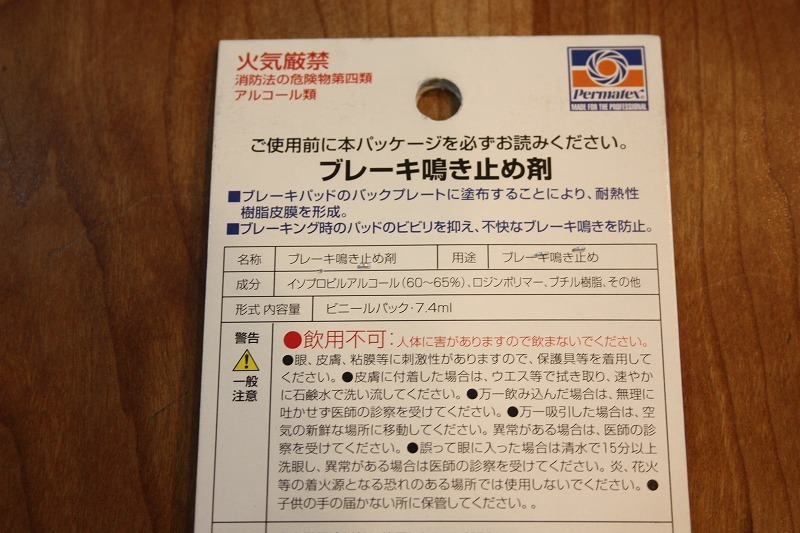 火気厳禁
消防法の危険物第四類
アルコール類
Permatex®
MADE FOR THE PROFESSIONAL
ご使用前に本パッケージを必ずお読みください。
ブレーキ鳴き止め剤
■ブレーキパッドのバックプレートに塗布することにより、耐熱性
樹脂皮膜を形成。
■ブレーキング時のパッドのビビリを抑え、不快なブレーキ鳴きを防止。
名称 ブレーキ鳴き止め剤 用途 ブレーキ鳴き止め
成分 イソプロピルアルコール(60~65%)、ロジンポリマー、ブチル樹脂、その他
形式 内容量 ビニールパック・7.4ml
警告
一般
注意
●飲用不可:人体に害がありますので飲まないでください。
●眼、皮膚、粘膜等に刺激性がありますので、保護具等を着用して
ください。●皮膚に付着した場合は、ウエス等で拭き取り、速やか
に石鹸水で洗い流してください。●万一飲み込んだ場合は、無理に
吐かせず医師の診察を受けてください。●万一吸引した場合は、空
気の新鮮な場所に移動してください。異常がある場合は、医師の診
察を受けてください。●誤って眼に入った場合は清水で15分以上
洗眼し、異常がある場合は医師の診察を受けてください。炎、花火
等の着火源となる恐れのある場所では使用しないでください。●
子供の手の届かない所に保管してください。。